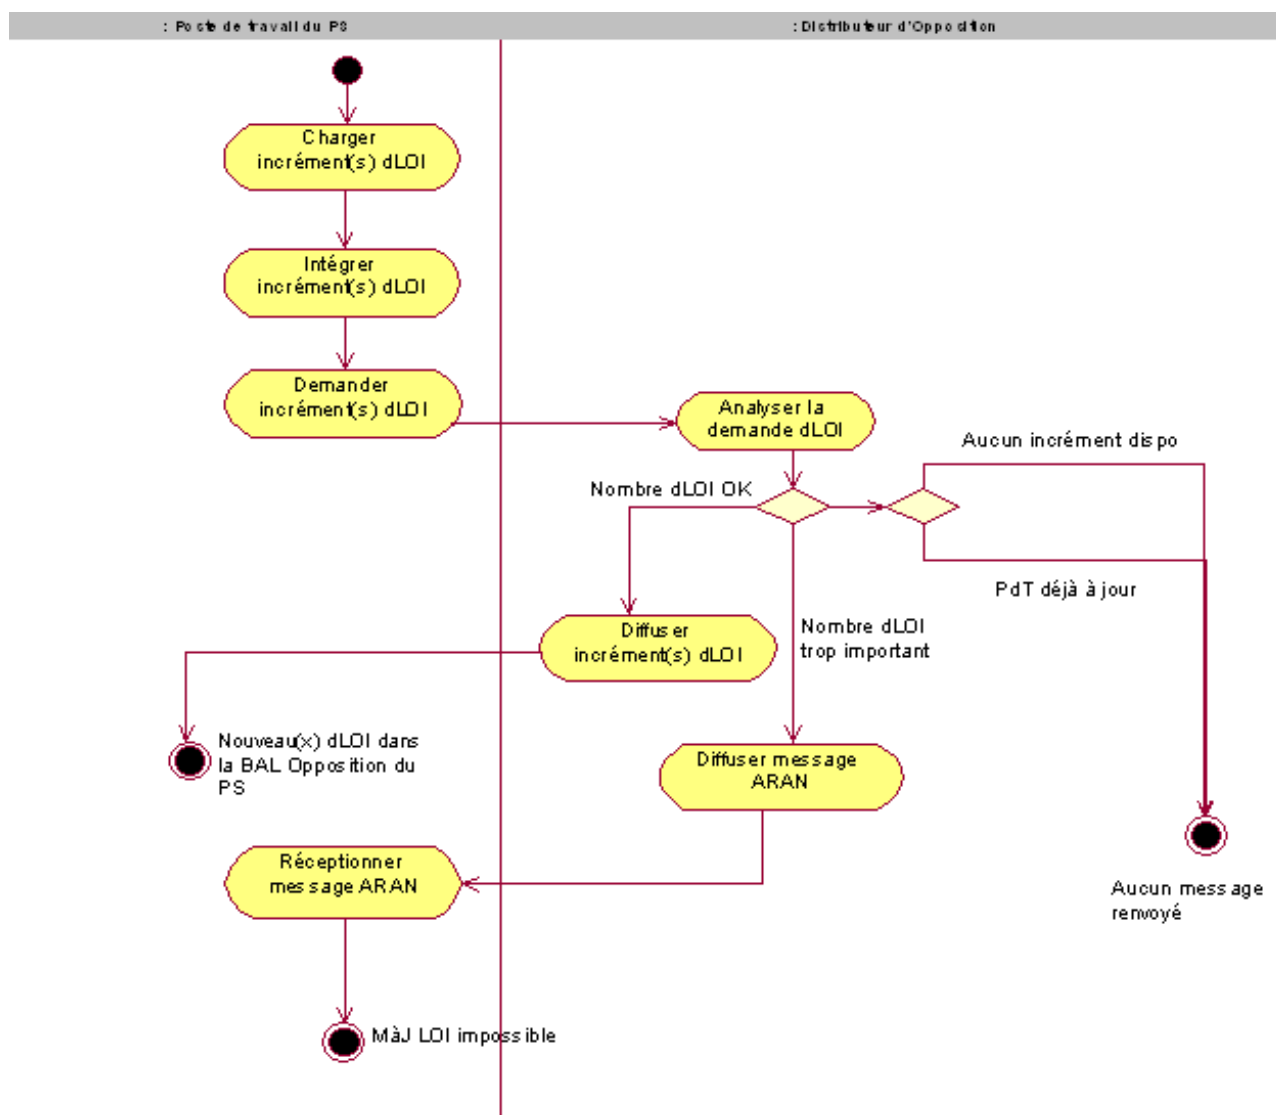 : Poste de travail du PS
: Distributeur d'Opposition
Charger
incrément(s) dLOI
Intégrer
incrément(s) dLOI
Demander
incrément(s) dLOI
Analyser la
demande dLOI
Aucun incrément dispo
Nombre dLOI OK
PdT déjà à jour
Diffuser
incrément(s) dLOI
Nombre dLOI
trop important
Nouveau(x) dLOI dans
la BAL Opposition du
PS
Diffuser message
ARAN
Réceptionner
message ARAN
Aucun message
renvoyé
MàJ LOI impossible